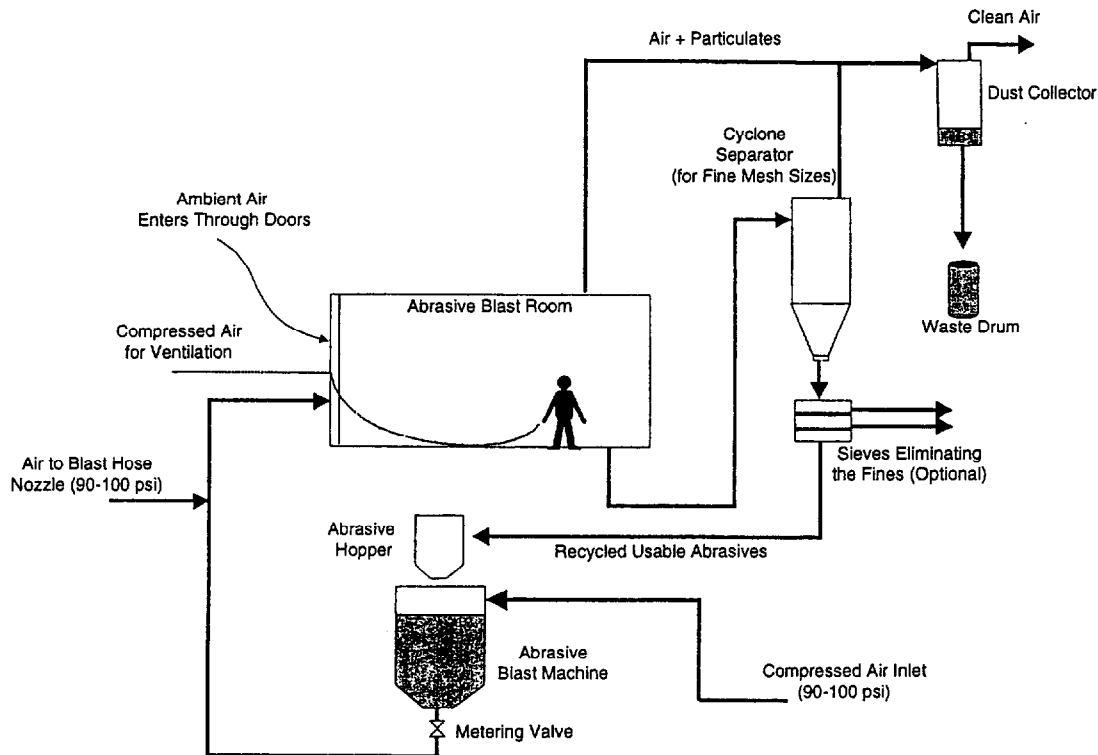 Clean Air
Air + Particulates
Dust Collector
Cyclone
Separator
(for Fine Mesh Sizes)
Ambient Air
Enters Through Doors
Abrasive Blast Room
Compressed Air
for Ventilation
Waste Drum
Sieves Eliminating
the Fines (Optional)
Air to Blast Hose
Nozzle (90-100 psi)
Abrasive
Hopper
Recycled Usable Abrasives
Abrasive
Blast Machine
Compressed Air Inlet
(90-100 psi)
Metering Valve